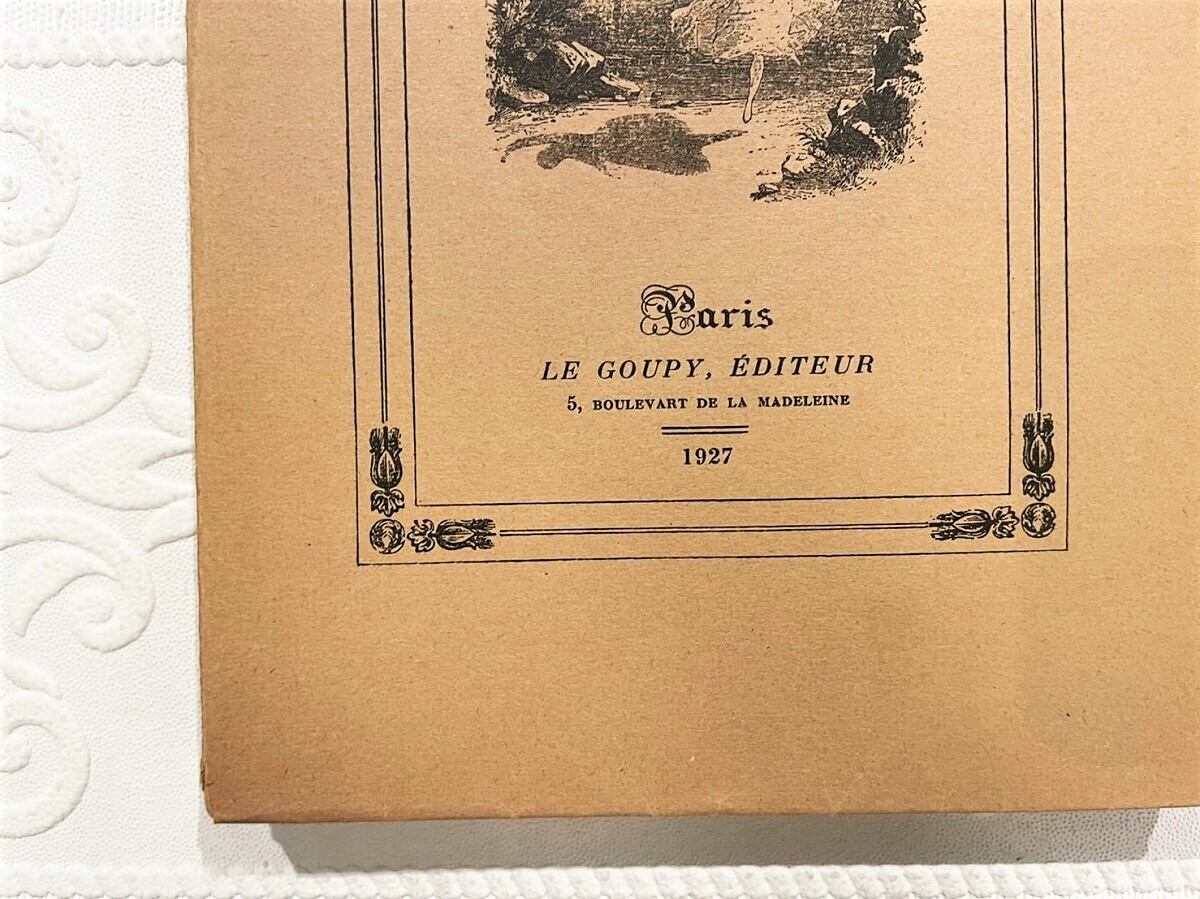 Paris
LE GOUPY, ÉDITEUR
5, BOULEVART DE LA MADELEINE
1927